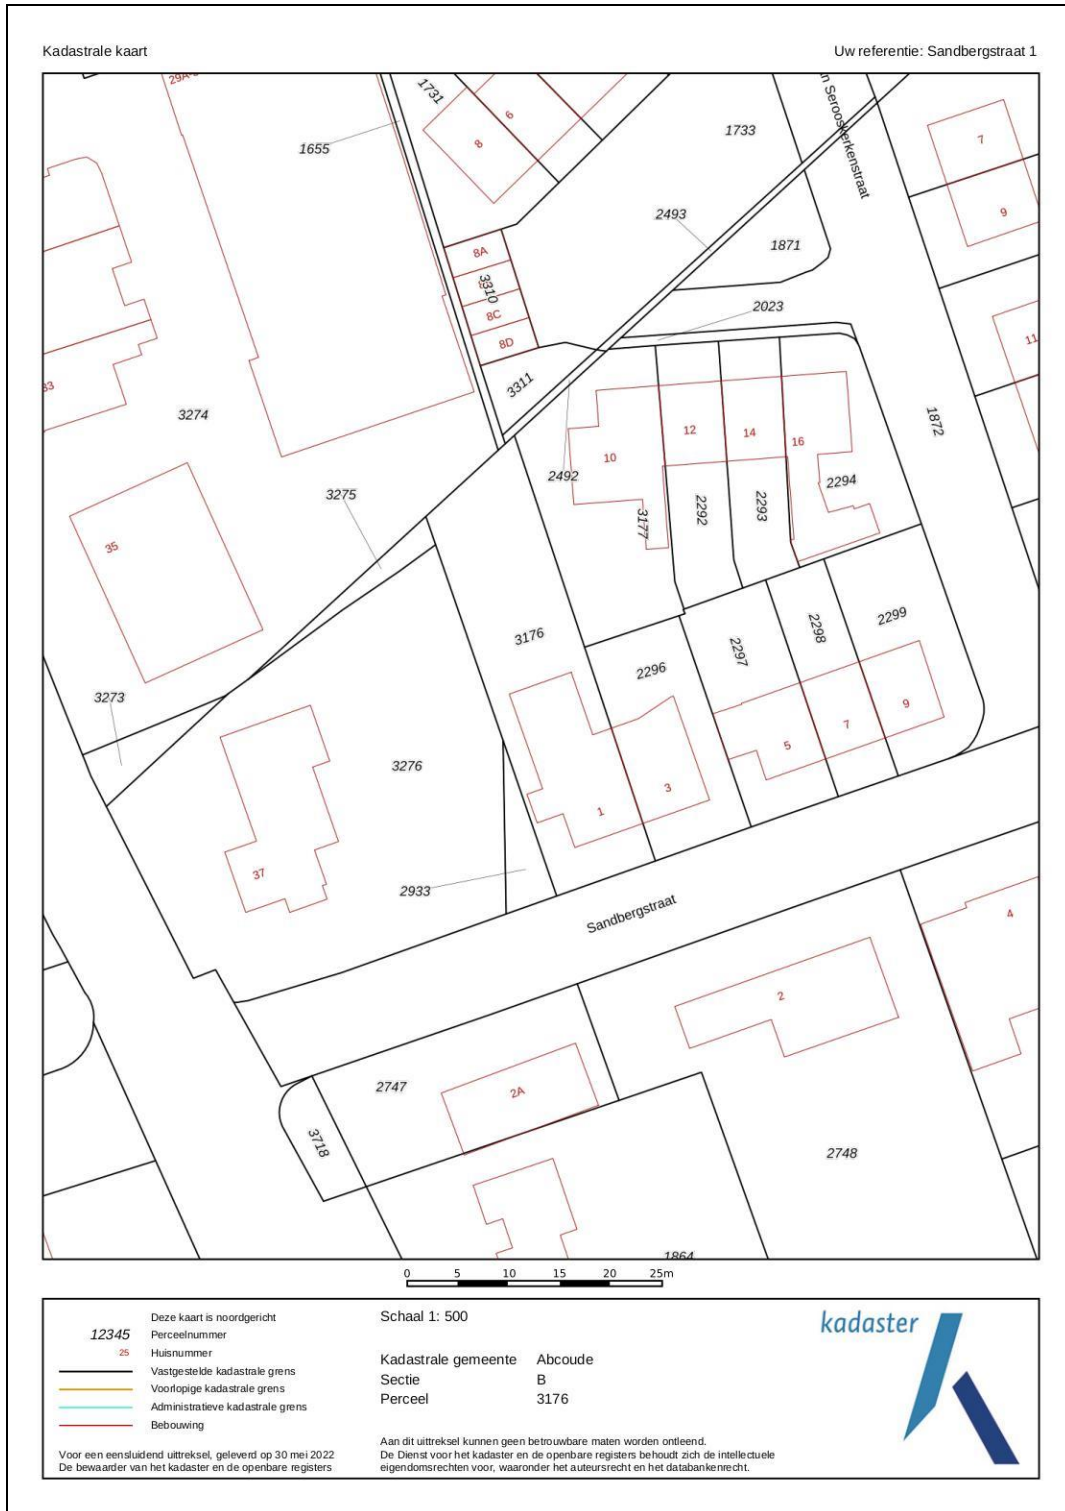 Kadastrale kaart
Uw referentie: Sandbergstraat 1
1731
6
8
1655
1733
n Serooskerkenstraat
7
9
2493
1871
8A
3310
8C
8D
2023
11
3311
33
3274
1872
12
14
16
10
2492
2294
3275
2292
2293
3177
35
3176
2296
2297
2298
2299
3273
3276
5
7
9
1
3
37
2933
Sandbergstraat
4
2
2747
2A
3718
2748
1864
0 5 10 15 20 25m
Deze kaart is noordgericht
12345 Perceelnummer
25 Huisnummer
Vastgestelde kadastrale grens
Voorlopige kadastrale grens
Administratieve kadastrale grens
Bebouwing
Voor een eensluidend uittreksel, geleverd op 30 mei 2022
De bewaarder van het kadaster en de openbare registers
Schaal 1: 500
Kadastrale gemeente Abcoude
Sectie B
Perceel 3176
Aan dit uittreksel kunnen geen betrouwbare maten worden ontleend.
De Dienst voor het kadaster en de openbare registers behoudt zich de intellectuele
eigendomsrechten voor, waaronder het auteursrecht en het databankenrecht.
kadaster